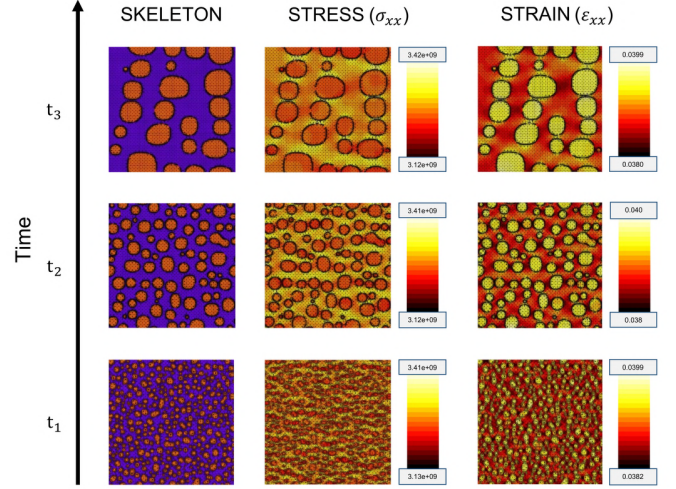 SKELETON STRESS (σxx) STRAIN (εxx)
3.42e+09 0.0399
t3
3.12e+09 0.0380
Time
3.41e+09 0.040
t2
3.12e+09 0.038
3.41e+09 0.0399
t1
3.13e+09 0.0382